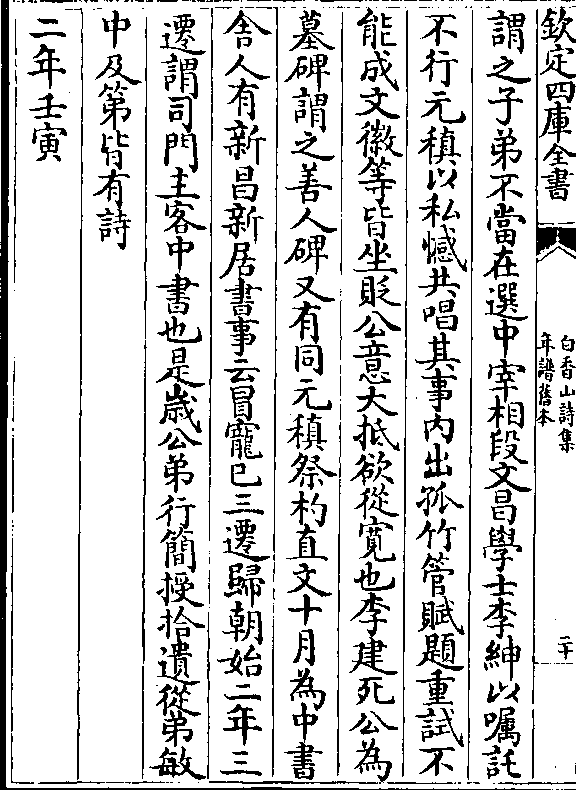 欽定四庫全書
白香山詩集
年譜舊本
二十
謂之子弟不當在選中宰相段文昌學士李紳以囑託
不行元稹以私憾共唱其事內出孤竹管賦題重試不
能成文徽等皆坐貶公意大抵欲從寬也李建死公為
墓碑謂之善人碑又有同元稹祭杓直文十月為中書
舎人有新昌新居書事云冒寵已三遷歸朝始二年三
遷謂司門主客中書也是歲公弟行簡授拾遺從弟敏
中及第皆有詩
二年壬寅